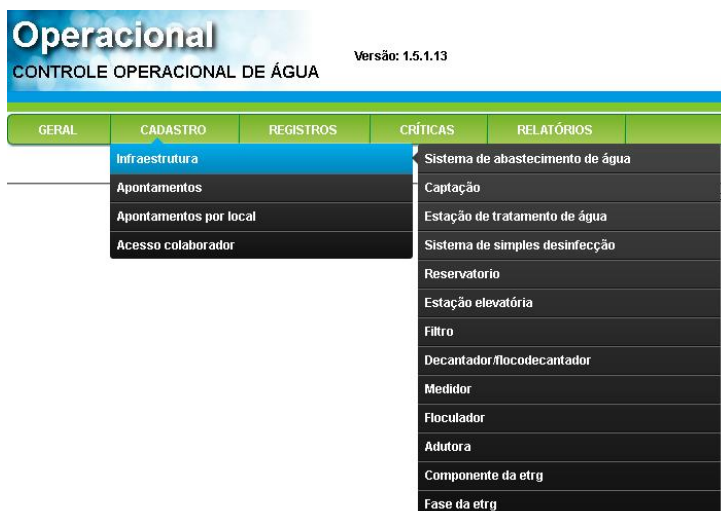 Operacional
CONTROLE OPERACIONAL DE ÁGUA
Versão: 1.5.1.13
GERAL CADASTRO REGISTROS CRÍTICAS RELATÓRIOS
Infraestrutura
Apontamentos
Apontamentos por local
Acesso colaborador
Sistema de abastecimento de água
Captação
Estação de tratamento de água
Sistema de simples desinfecção
Reservatorio
Estação elevatória
Filtro
Decantador/flocodecantador
Medidor
Floculador
Adutora
Componente da etrg
Fase da etrg